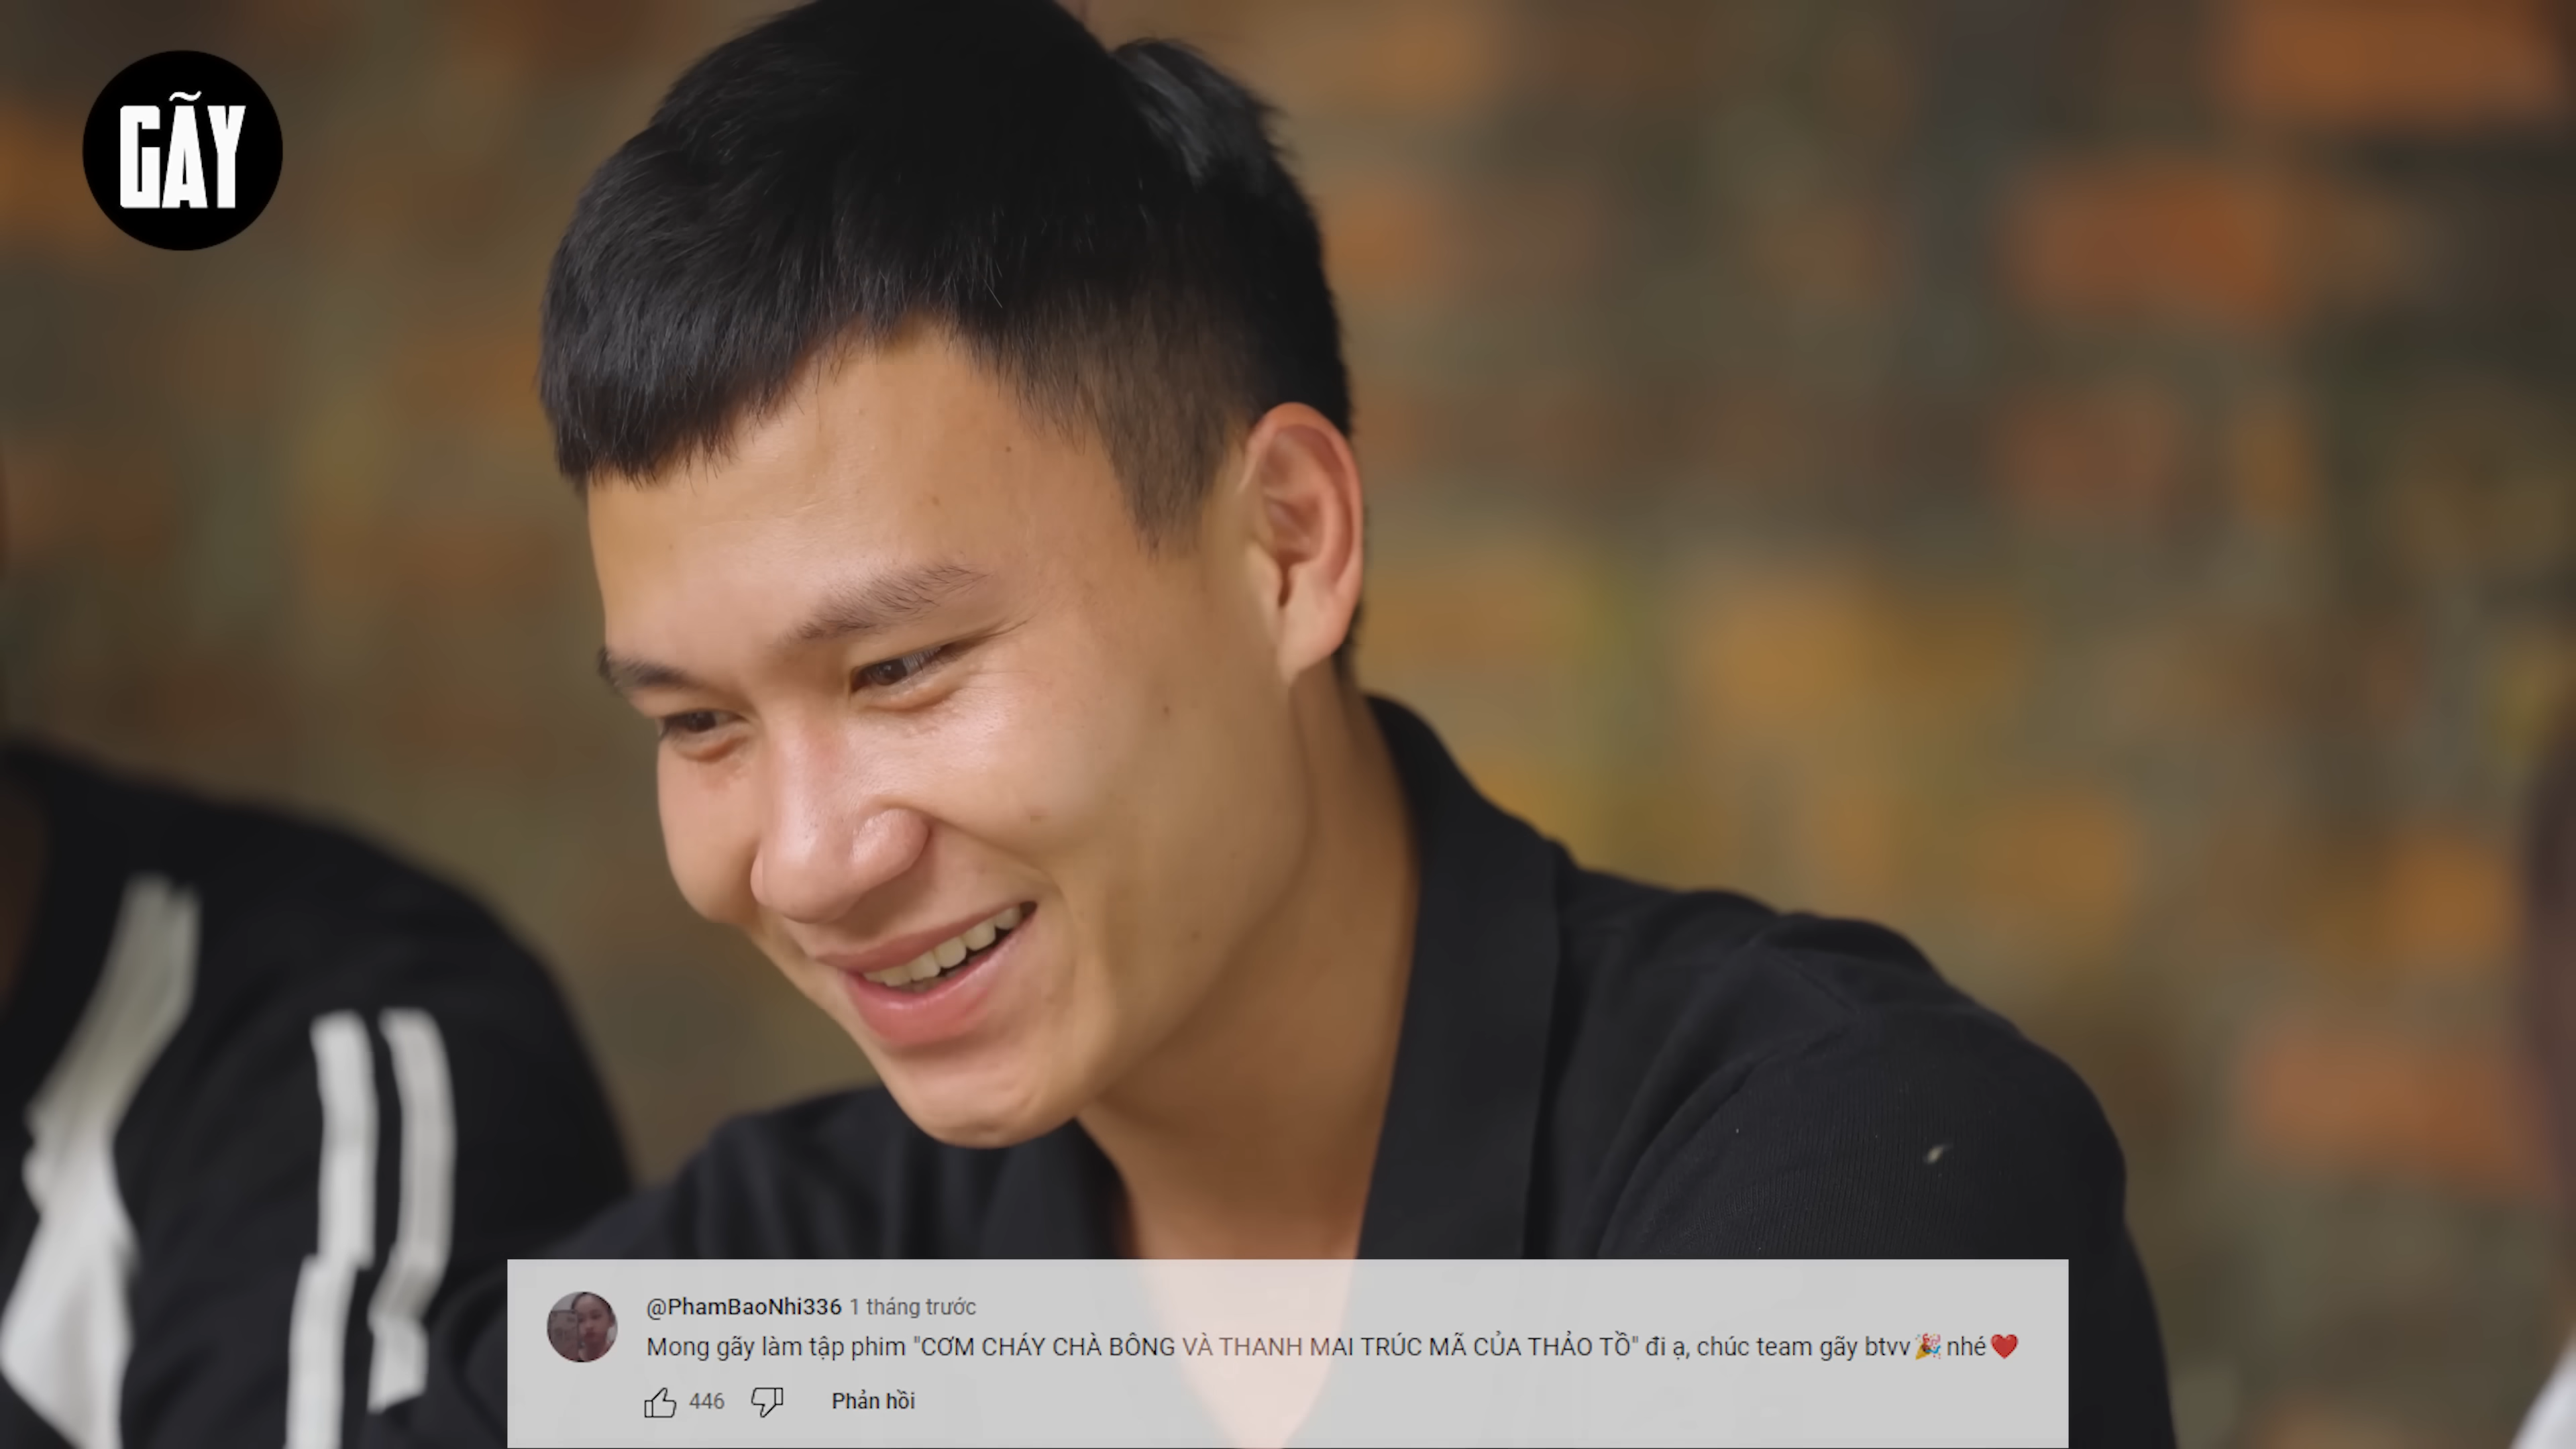 GÃY
@PhamBaoNhi336 1 tháng trước
Mong gãy làm tập phim "CƠM CHÁY CHÀ BÔNG VÀ THANH MAI TRÚC MÃ CỦA THẢO TỒ" đi ạ, chúc team gãy btvv🎉nhé❤️
446 Phản hồi